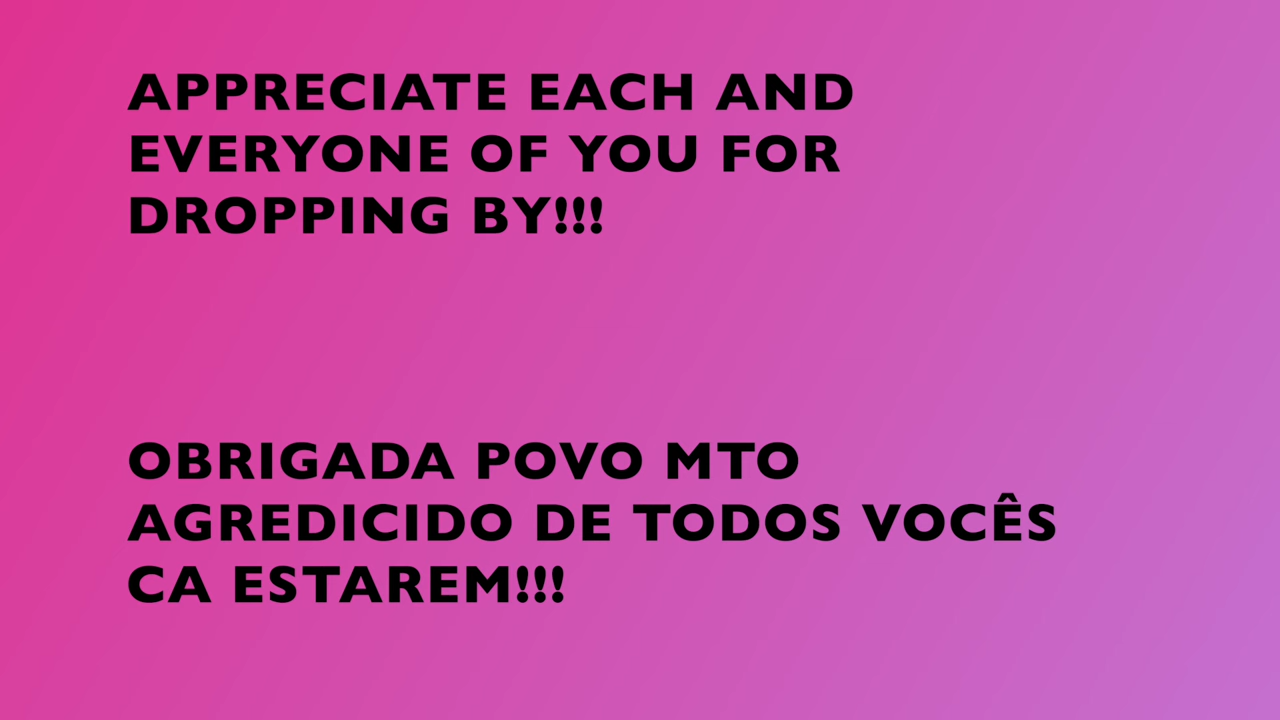 APPRECIATE EACH AND
EVERYONE OF YOU FOR
DROPPING BY!!!
OBRIGADA POVO MTO
AGREDICIDO DE TODOS VOCÊS
CA ESTAREM!!!